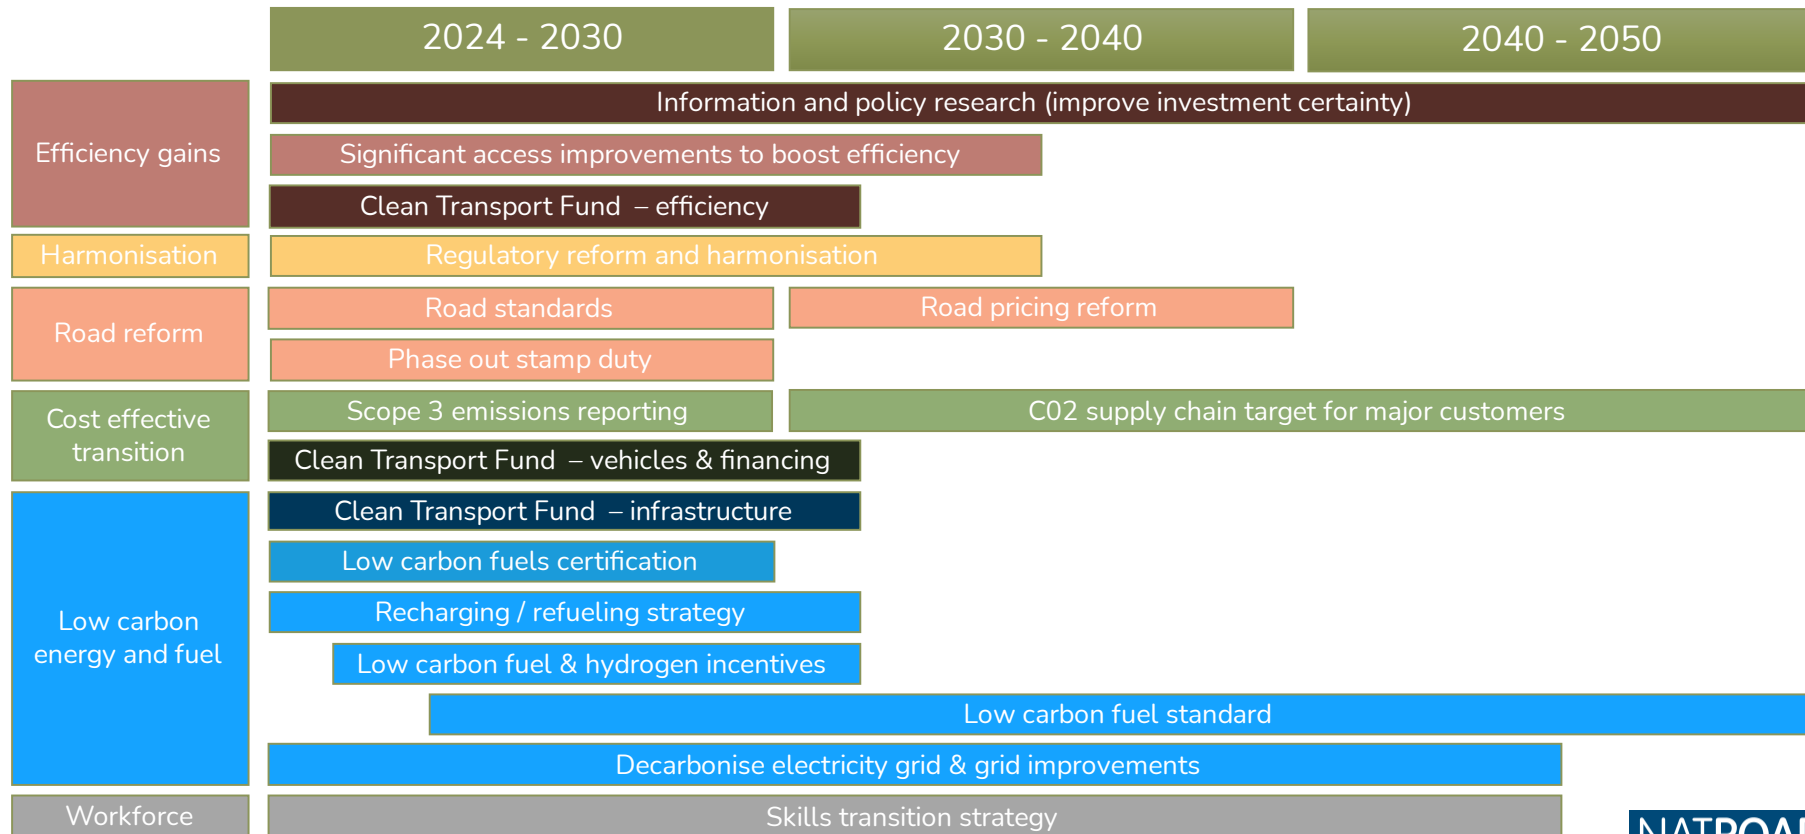 2024 - 2030
2030 - 2040
2040 - 2050
Efficiency gains
Information and policy research (improve investment certainty)
Significant access improvements to boost efficiency
Clean Transport Fund – efficiency
Harmonisation
Regulatory reform and harmonisation
Road reform
Road standards
Road pricing reform
Phase out stamp duty
Cost effective
transition
Scope 3 emissions reporting
C02 supply chain target for major customers
Clean Transport Fund – vehicles & financing
Low carbon
energy and fuel
Clean Transport Fund – infrastructure
Low carbon fuels certification
Recharging / refueling strategy
Low carbon fuel & hydrogen incentives
Low carbon fuel standard
Decarbonise electricity grid & grid improvements
Workforce
Skills transition strategy